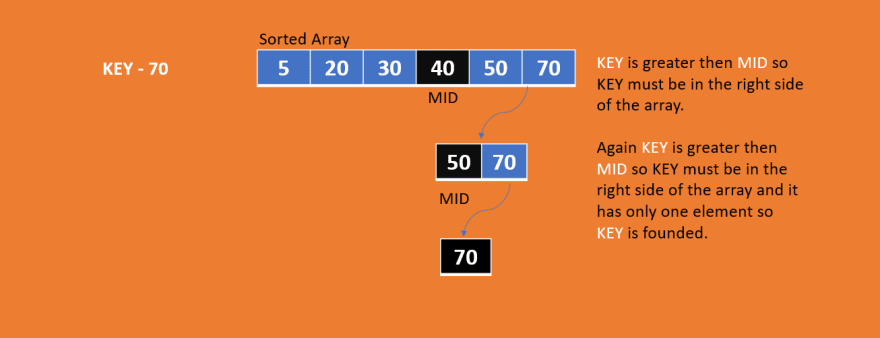 Sorted Array
KEY - 70
5 20 30 40 50 70
MID
KEY is greater then MID so
KEY must be in the right side
of the array.
50 70
MID
Again KEY is greater then
MID so KEY must be in the
right side of the array and it
has only one element so
KEY is founded.
70